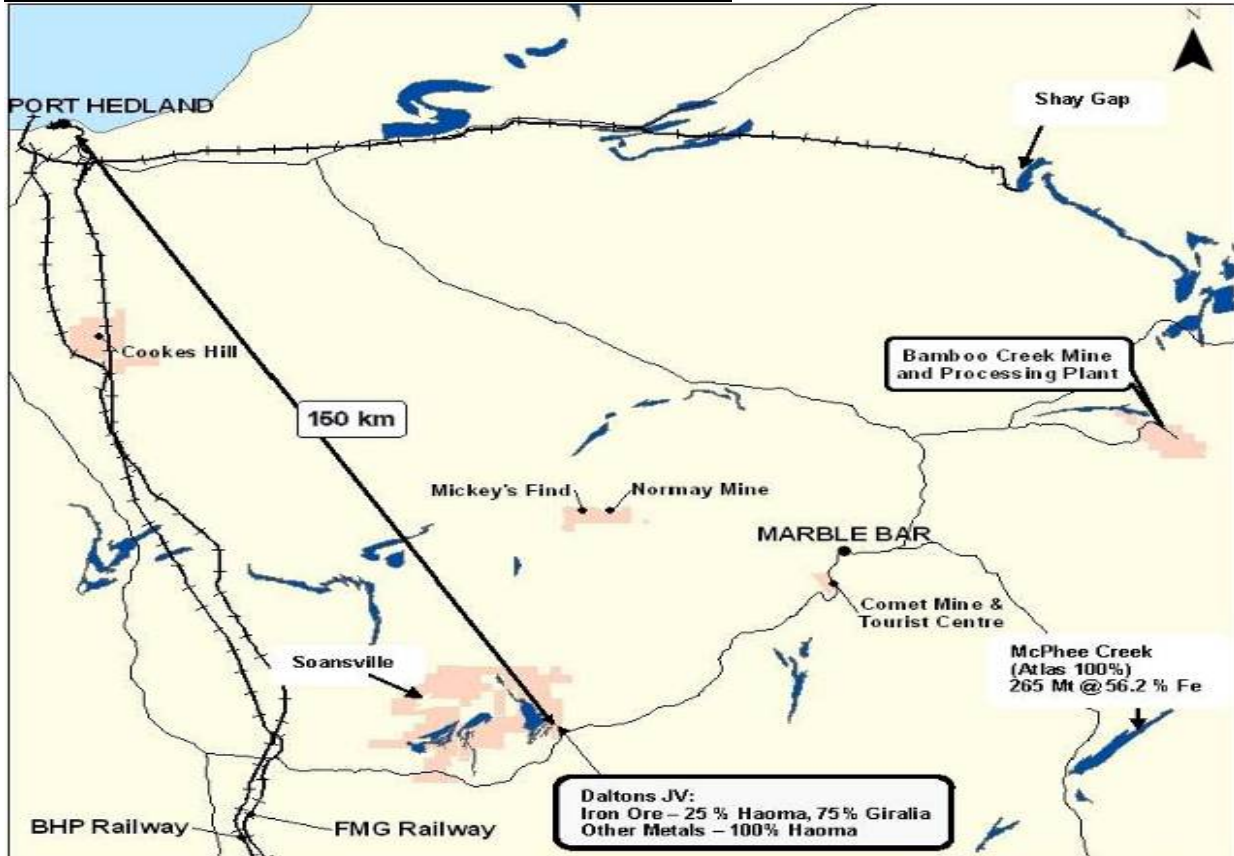 N
Shay Gap
PORT HEDLAND
Cookes Hill
Bamboo Creek Mine
and Processing Plant
150 km
Mickey's Find
Normay Mine
MARBLE BAR
Comet Mine &
Tourist Centre
McPhee Creek
(Atlas 100%)
265 Mt @ 56.2 % Fe
Soansville
Daltons JV:
Iron Ore – 25 % Haoma, 75% Giralia
Other Metals – 100% Haoma
BHP Railway
FMG Railway